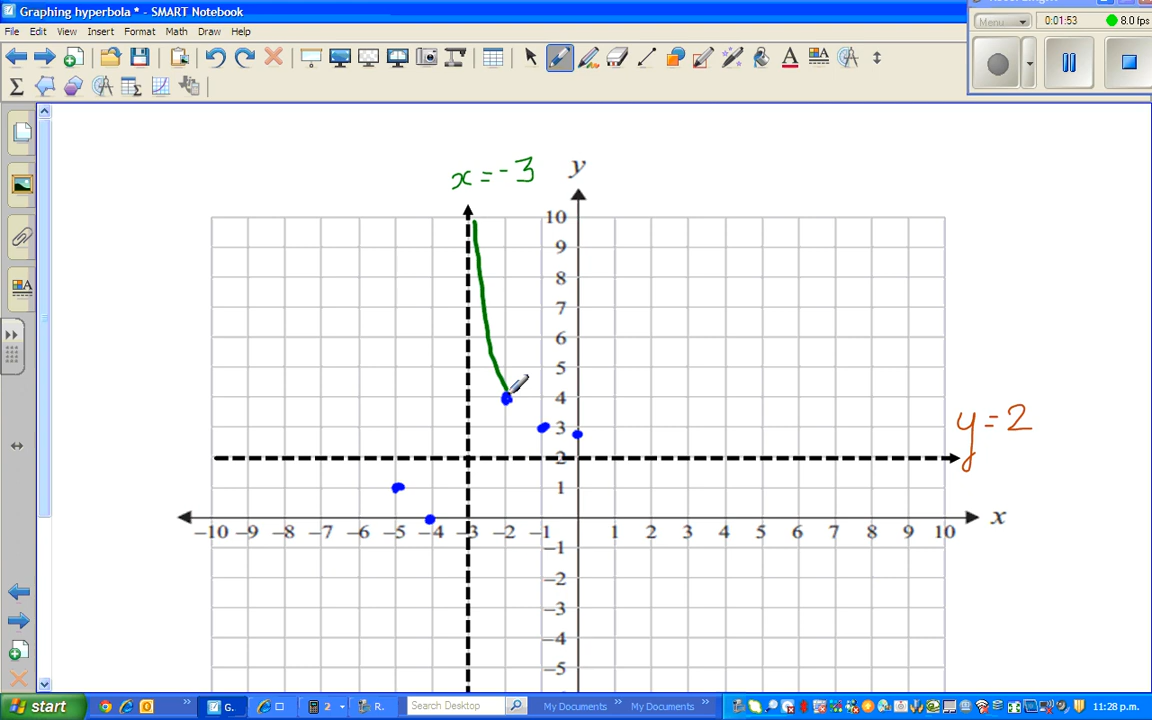 Graphing hyperbola * - SMART Notebook
File Edit View Insert Format Math Draw Help
Menu
0:01:53
8.0 fps
x = -3
y
10
9
8
7
6
5
4
3
2
1
y = 2
x
-10 -9 -8 -7 -6 -5 -4 -3 -2 -1 1 2 3 4 5 6 7 8 9 10
-1
-2
-3
-4
-5
start
G.
2
R.
Search Desktop
My Documents
My Documents
11:28 p.m.